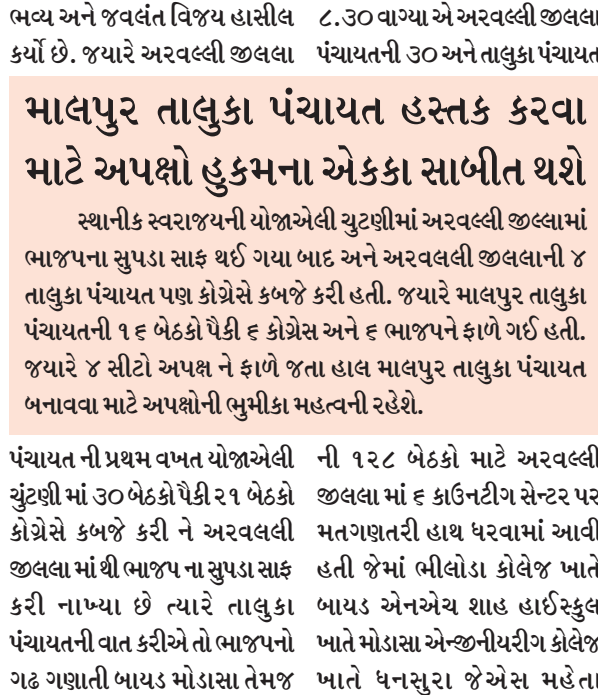 ભવ્ય અને જવલંત વિજય હાસીલ
કર્યો છે. જયારે અરવલ્લી જીલલા
૮.૩૦ વાગ્યા એ અરવલ્લી જીલલા
પંચાયતની ૩૦ અને તાલુકા પંચાયત
માલપુર તાલુકા પંચાયત હસ્તક કરવા
માટે અપક્ષો હુકમના એકકા સાબીત થશે
સ્થાનીક સ્વરાજયની યોજાએલી ચુટણીમાં અરવલ્લી જીલ્લામાં
ભાજપના સુપડા સાફ થઈ ગયા બાદ અને અરવલલી જીલલાની ૪
તાલુકા પંચાયત પણ કોગ્રેસે કબજે કરી હતી. જયારે માલપુર તાલુકા
પંચાયતની ૧૬ બેઠકો પૈકી ૬ કોગ્રેસ અને ૬ ભાજપને ફાળે ગઈ હતી.
જયારે ૪ સીટો અપક્ષ ને ફાળે જતા હાલ માલપુર તાલુકા પંચાયત
બનાવવા માટે અપક્ષોની ભુમીકા મહત્વની રહેશે.
પંચાયત ની પ્રથમ વખત યોજાએલી
ચુંટણી માં ૩૦ બેઠકો પૈકી ૨૧ બેઠકો
કોગ્રેસે કબજે કરી ને અરવલલી
જીલલા માં થી ભાજપ ના સુપડા સાફ
કરી નાખ્યા છે ત્યારે તાલુકા
પંચાયતની વાત કરીએ તો ભાજપનો
ગઢ ગણાતી બાયડ મોડાસા તેમજ
ની ૧૨૮ બેઠકો માટે અરવલ્લી
જીલલા માં ૬ કાઉનટીગ સેન્ટર પર
મતગણતરી હાથ ધરવામાં આવી
હતી જેમાં ભીલોડા કોલેજ ખાતે
બાયડ એનએચ શાહ હાઈસ્કુલ
ખાતે મોડાસા એન્જીનીયરીગ કોલેજ
ખાતે ધનસુરા જેએસ મહેતા